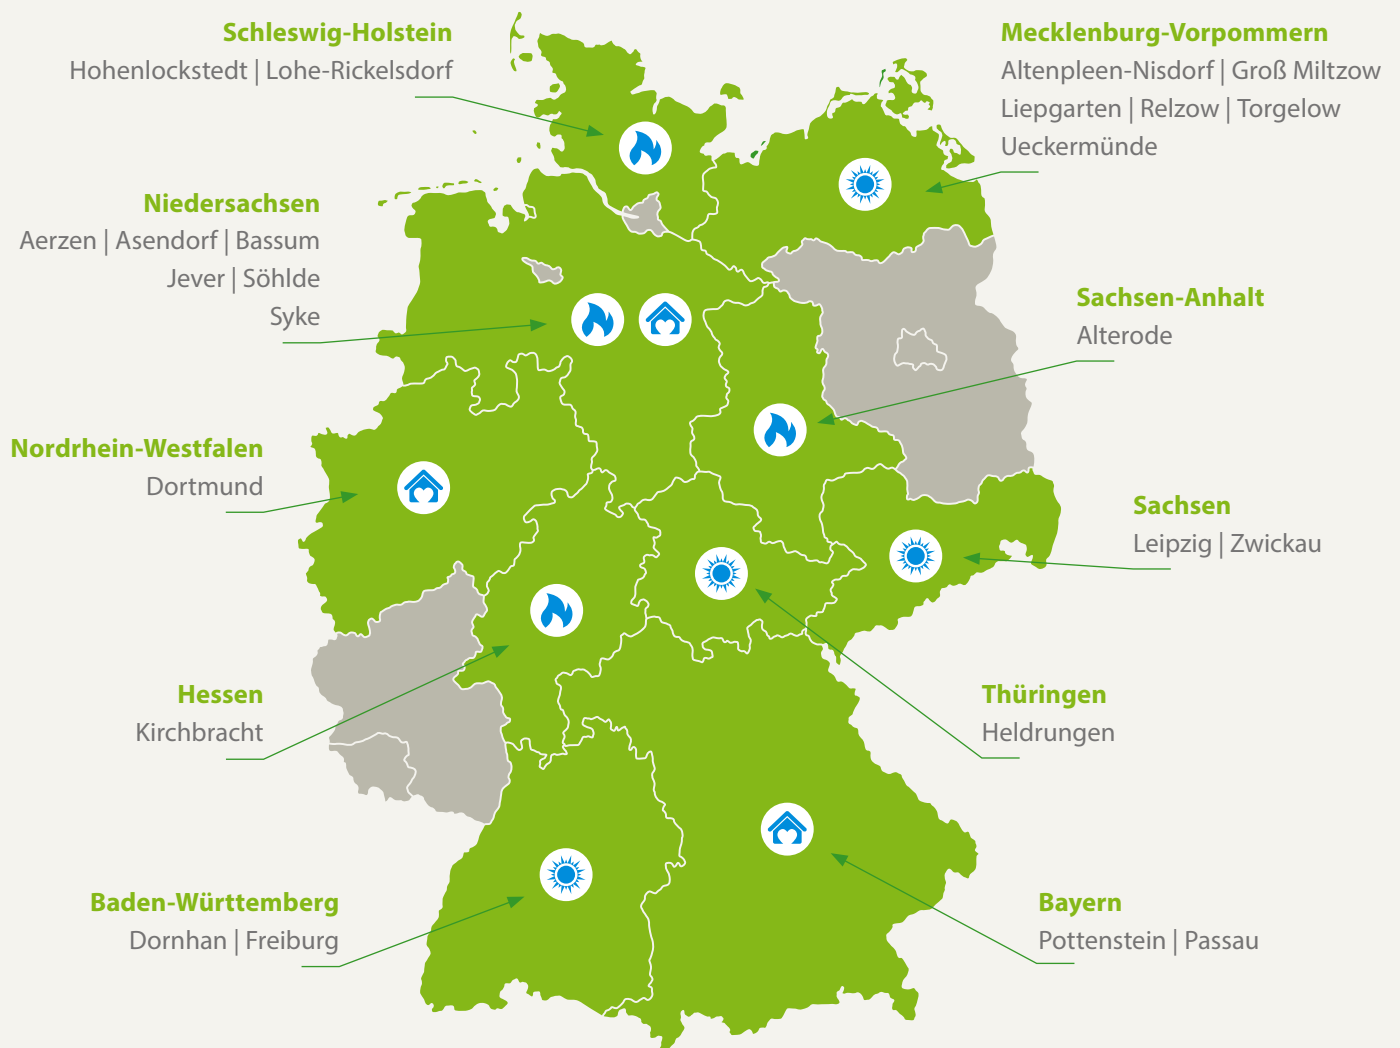 Schleswig-Holstein
Hohenlockstedt | Lohe-Rickelsdorf
Mecklenburg-Vorpommern
Altenpleen-Nisdorf | Groß Miltzow
Liepgarten | Relzow | Torgelow
Ueckermünde
Niedersachsen
Aerzen | Asendorf | Bassum
Jever | Söhlde
Syke
Sachsen-Anhalt
Alterode
Nordrhein-Westfalen
Dortmund
Sachsen
Leipzig | Zwickau
Hessen
Kirchbracht
Thüringen
Heldrungen
Baden-Württemberg
Dornhan | Freiburg
Bayern
Pottenstein | Passau